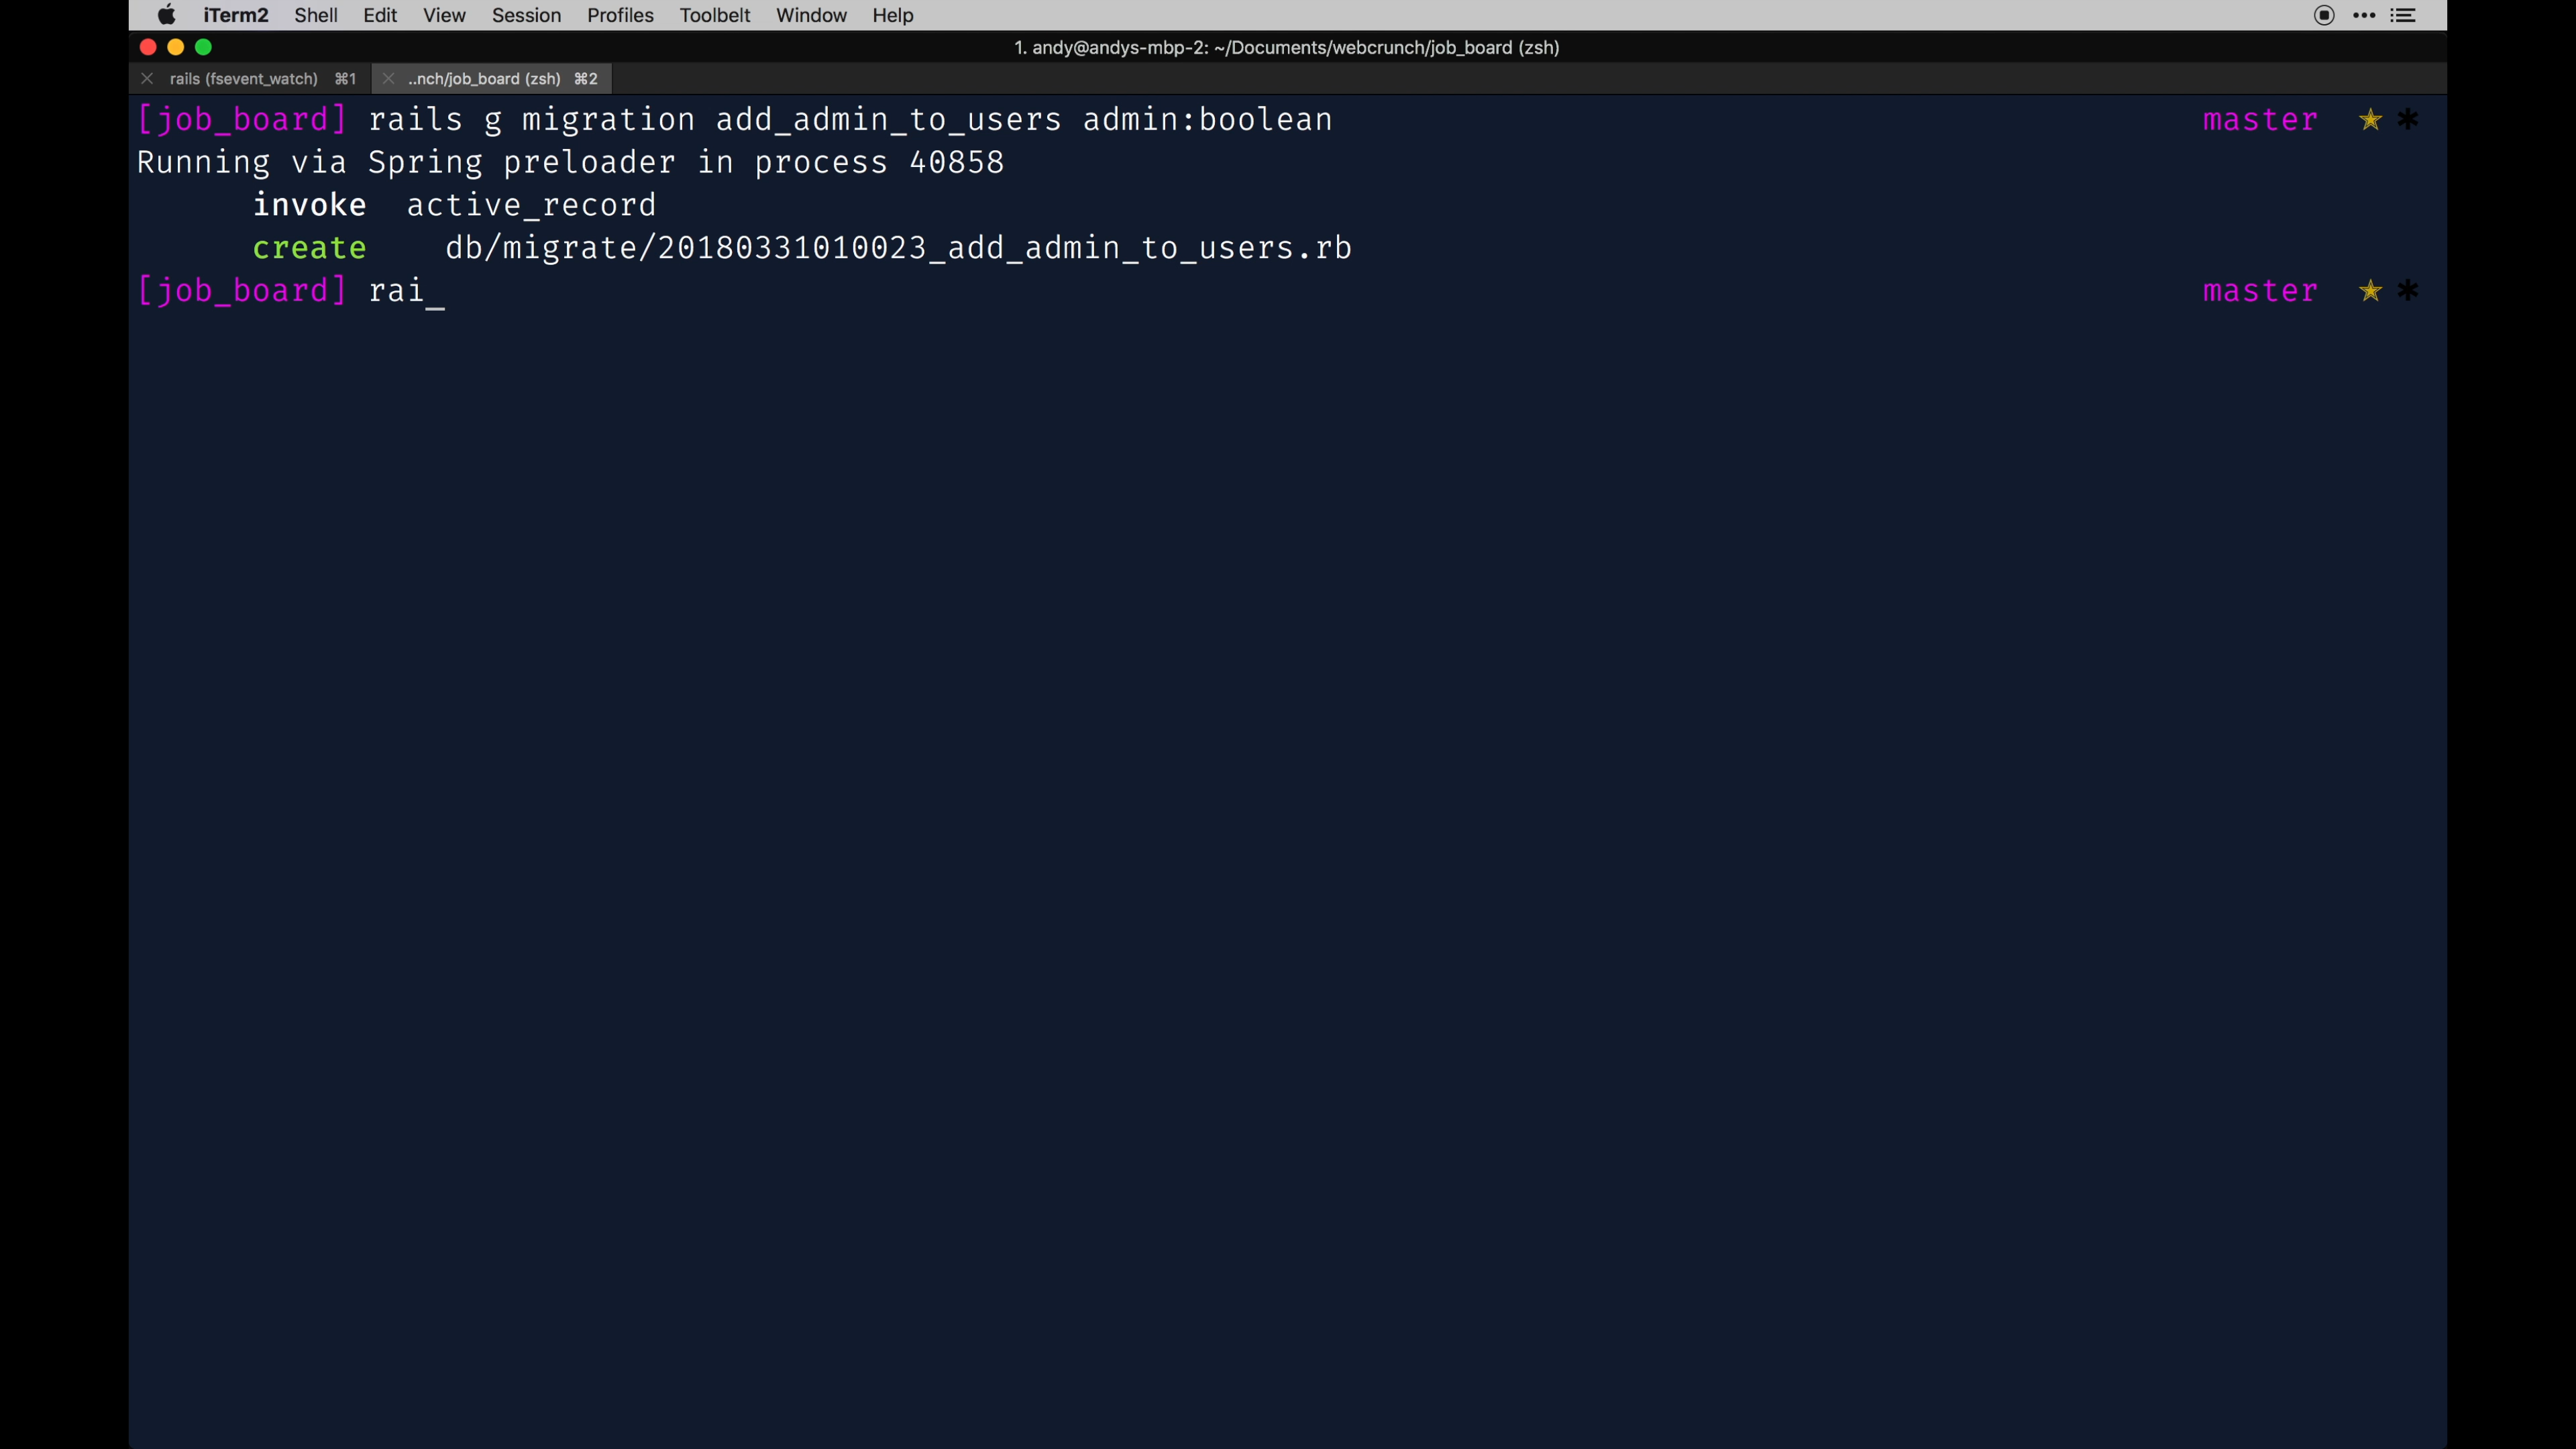 iTerm2 Shell Edit View Session Profiles Toolbelt Window Help
1. andy@andys-mbp-2: ~/Documents/webcrunch/job_board (zsh)
rails (fsevent_watch) ⌘1 ..nch/job_board (zsh) ⌘2
[job_board] rails g migration add_admin_to_users admin:boolean master ★ *
Running via Spring preloader in process 40858
invoke active_record
create db/migrate/20180331010023_add_admin_to_users.rb
[job_board] rai_ master ★ *